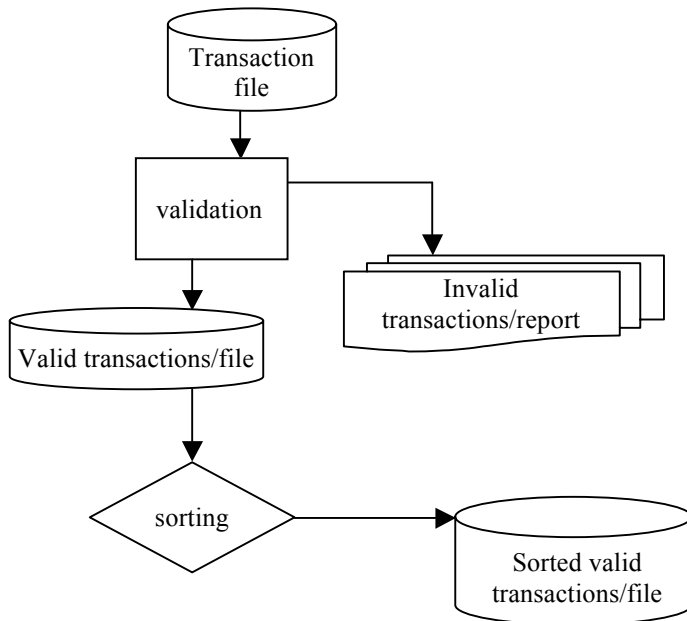 Transaction
file
validation
Invalid
transactions/report
Valid transactions/file
sorting
Sorted valid
transactions/file